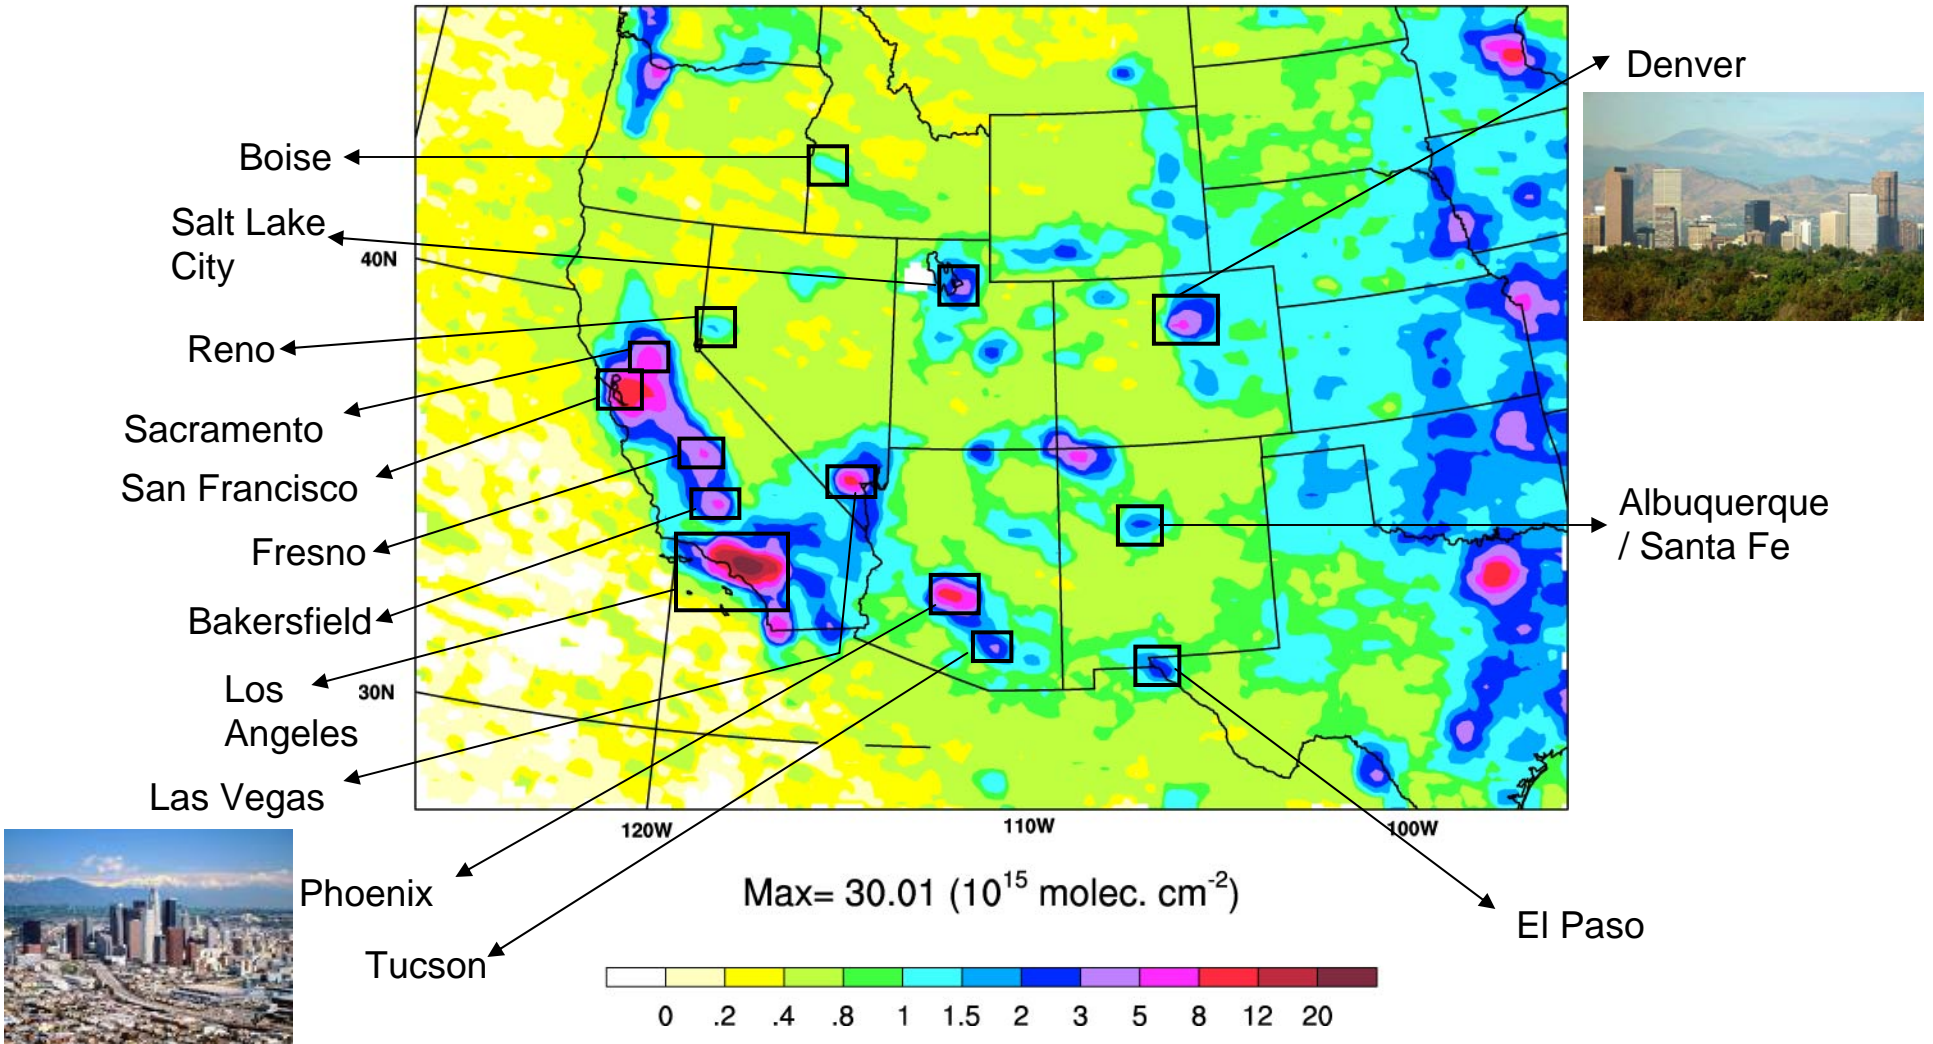 Denver
Boise
Salt Lake
City
40N
Reno
Sacramento
San Francisco
Albuquerque
/ Santa Fe
Fresno
Bakersfield
Los
Angeles
30N
Las Vegas
120W
110W
100W
Phoenix
Max= 30.01 (10¹⁵ molec. cm⁻²)
El Paso
Tucson
0 .2 .4 .8 1 1.5 2 3 5 8 12 20